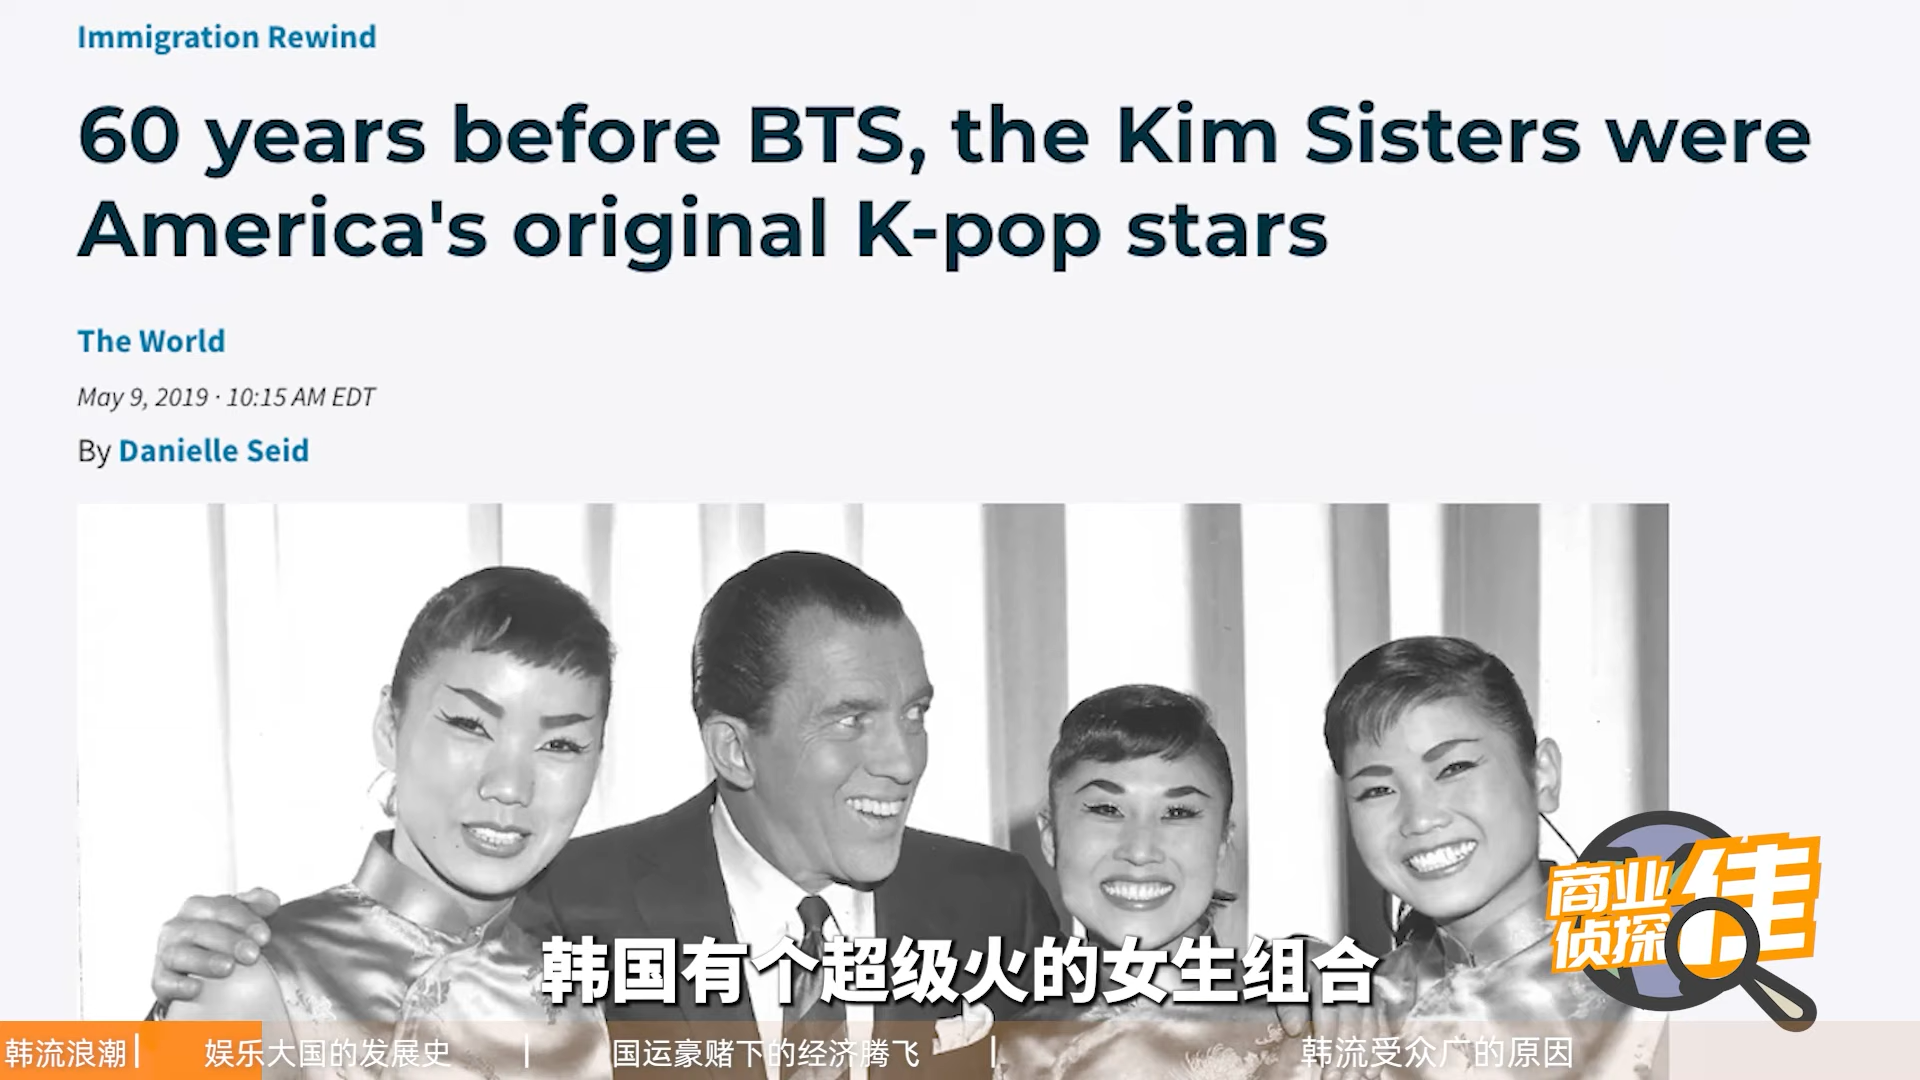 Immigration Rewind
60 years before BTS, the Kim Sisters were
America's original K-pop stars
The World
May 9, 2019 · 10:15 AM EDT
By Danielle Seid
商业
侦探
佳
韩国有个超级火的女生组合
韩流浪潮 | 娱乐大国的发展史 | 国运豪赌下的经济腾飞 | 韩流受众广的原因